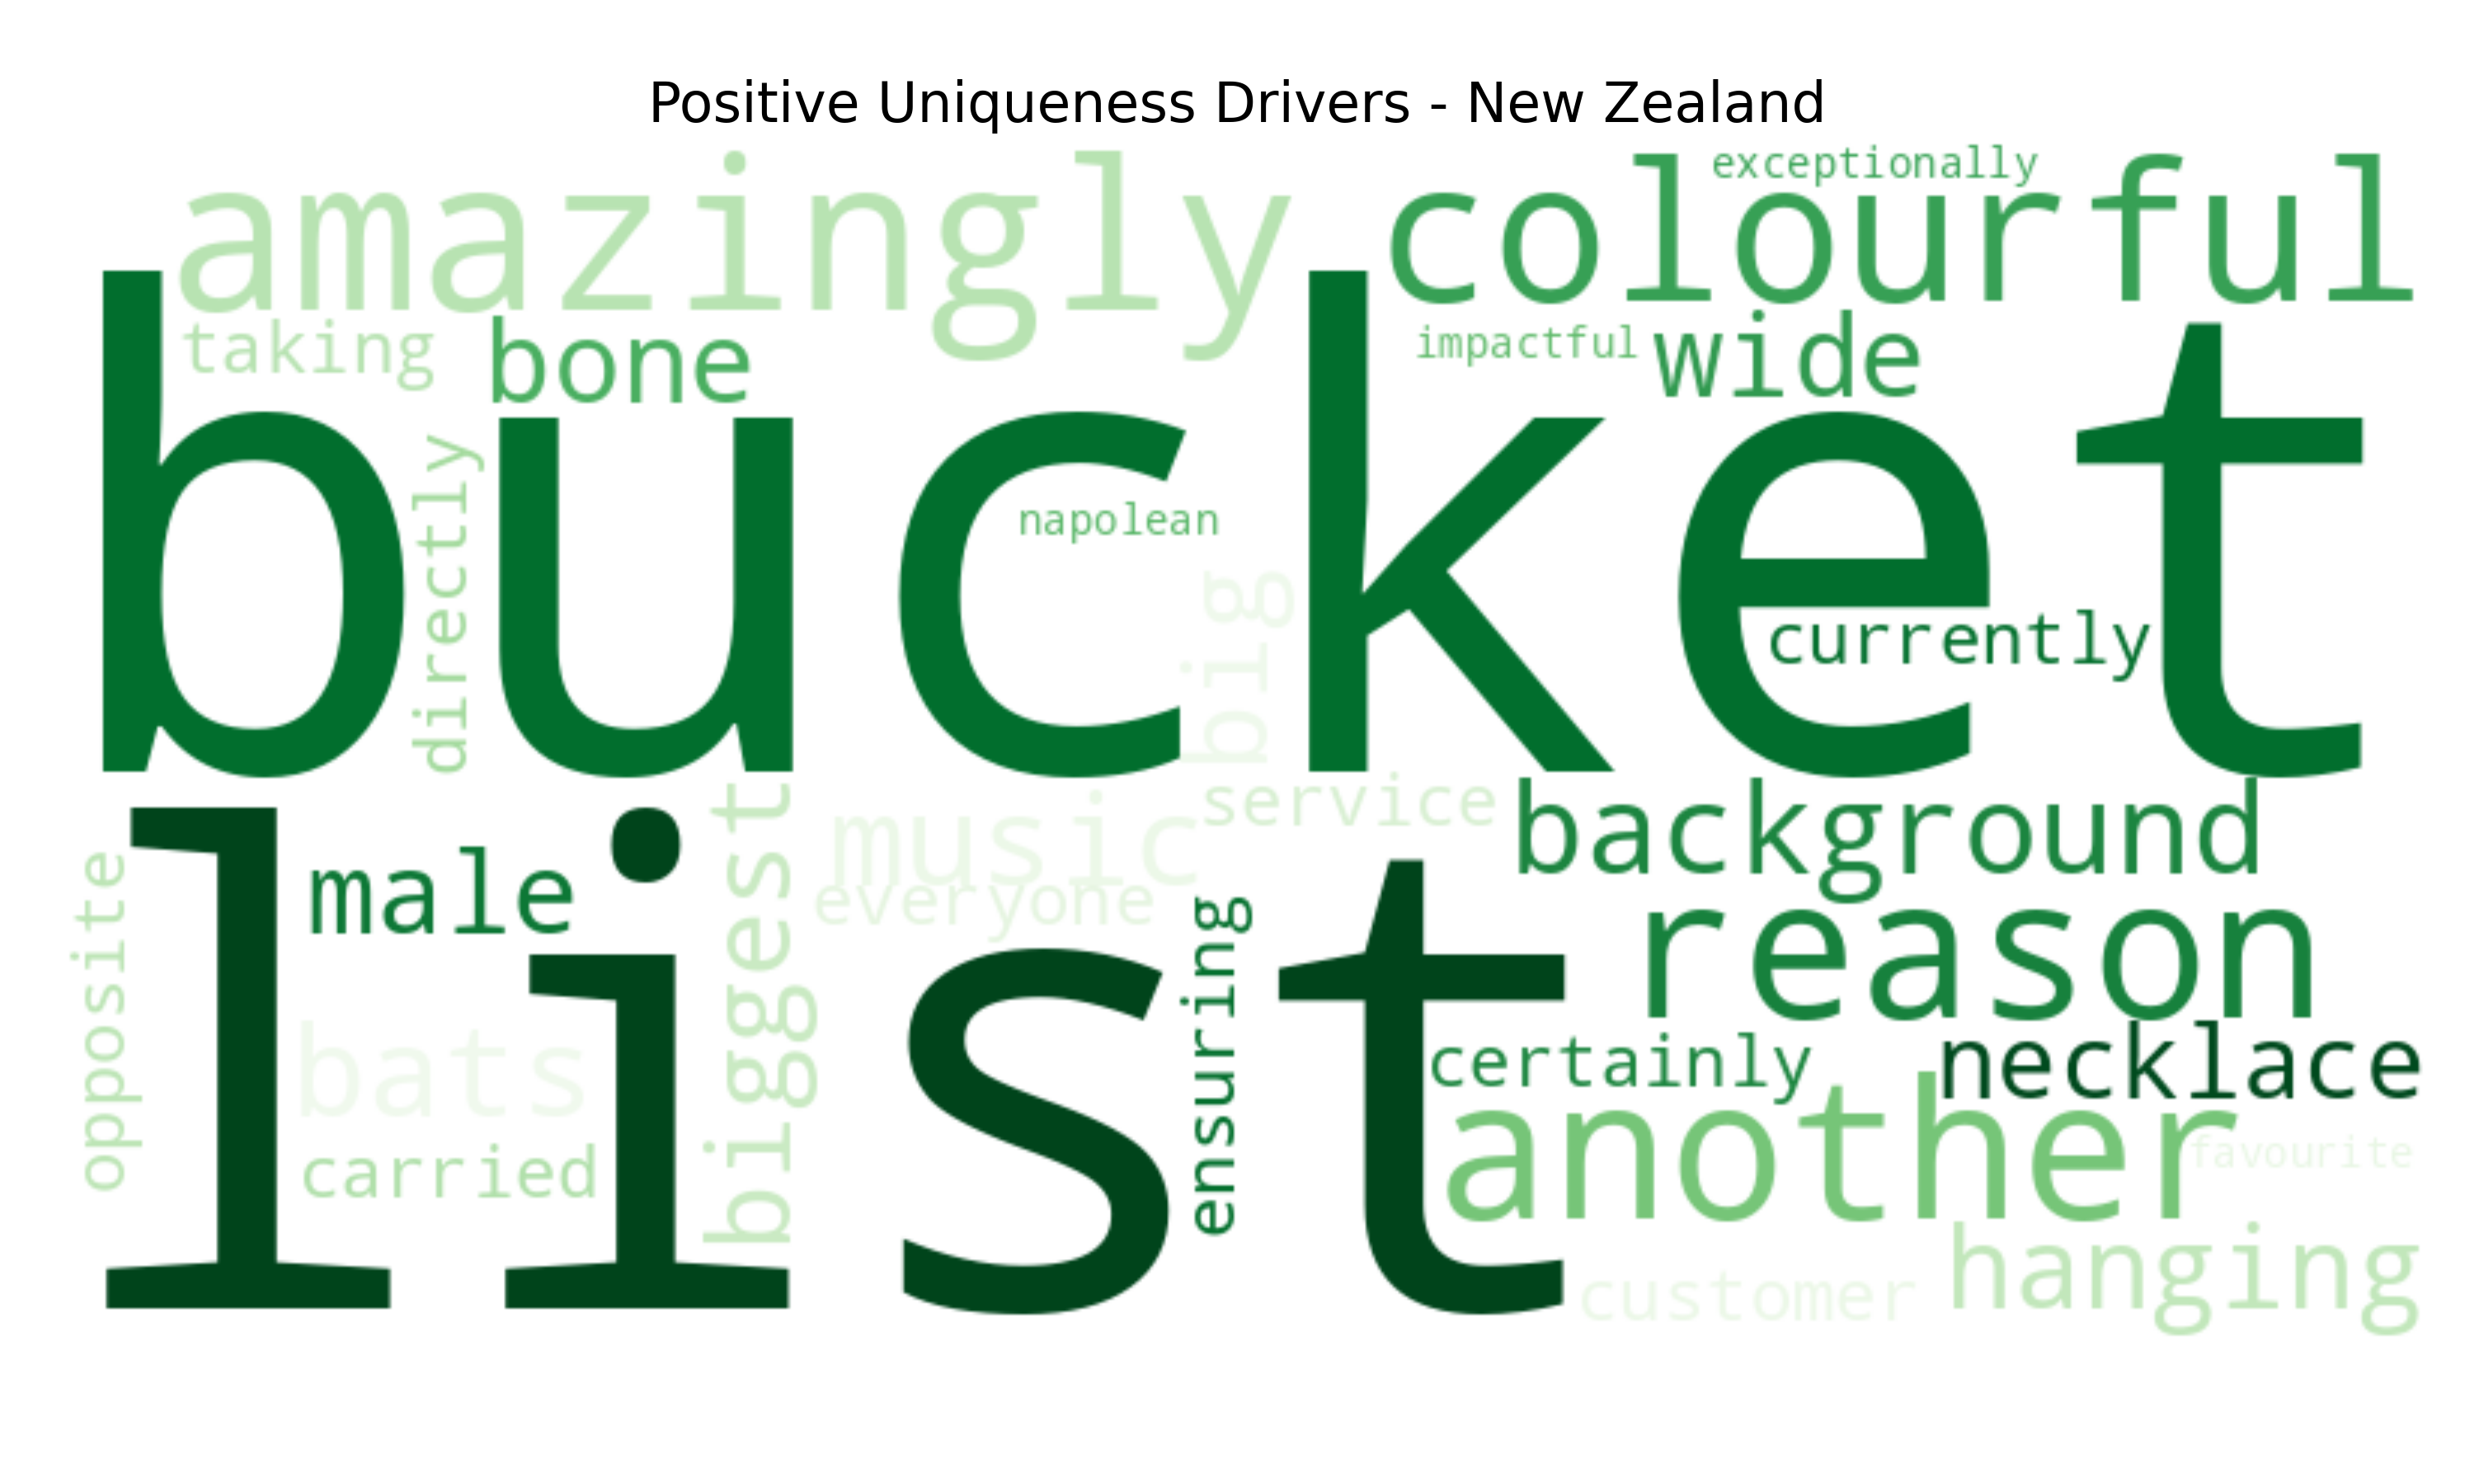 Positive Uniqueness Drivers - New Zealand
exceptionally
amazingly
colourful
taking
bone
impactful
wide
bucket
directly
napolean
big
currently
service
background
music
everyone
male
biggest
list
opposite
ensuring
reason
bats
certainly
necklace
carried
another
favourite
customer
hanging